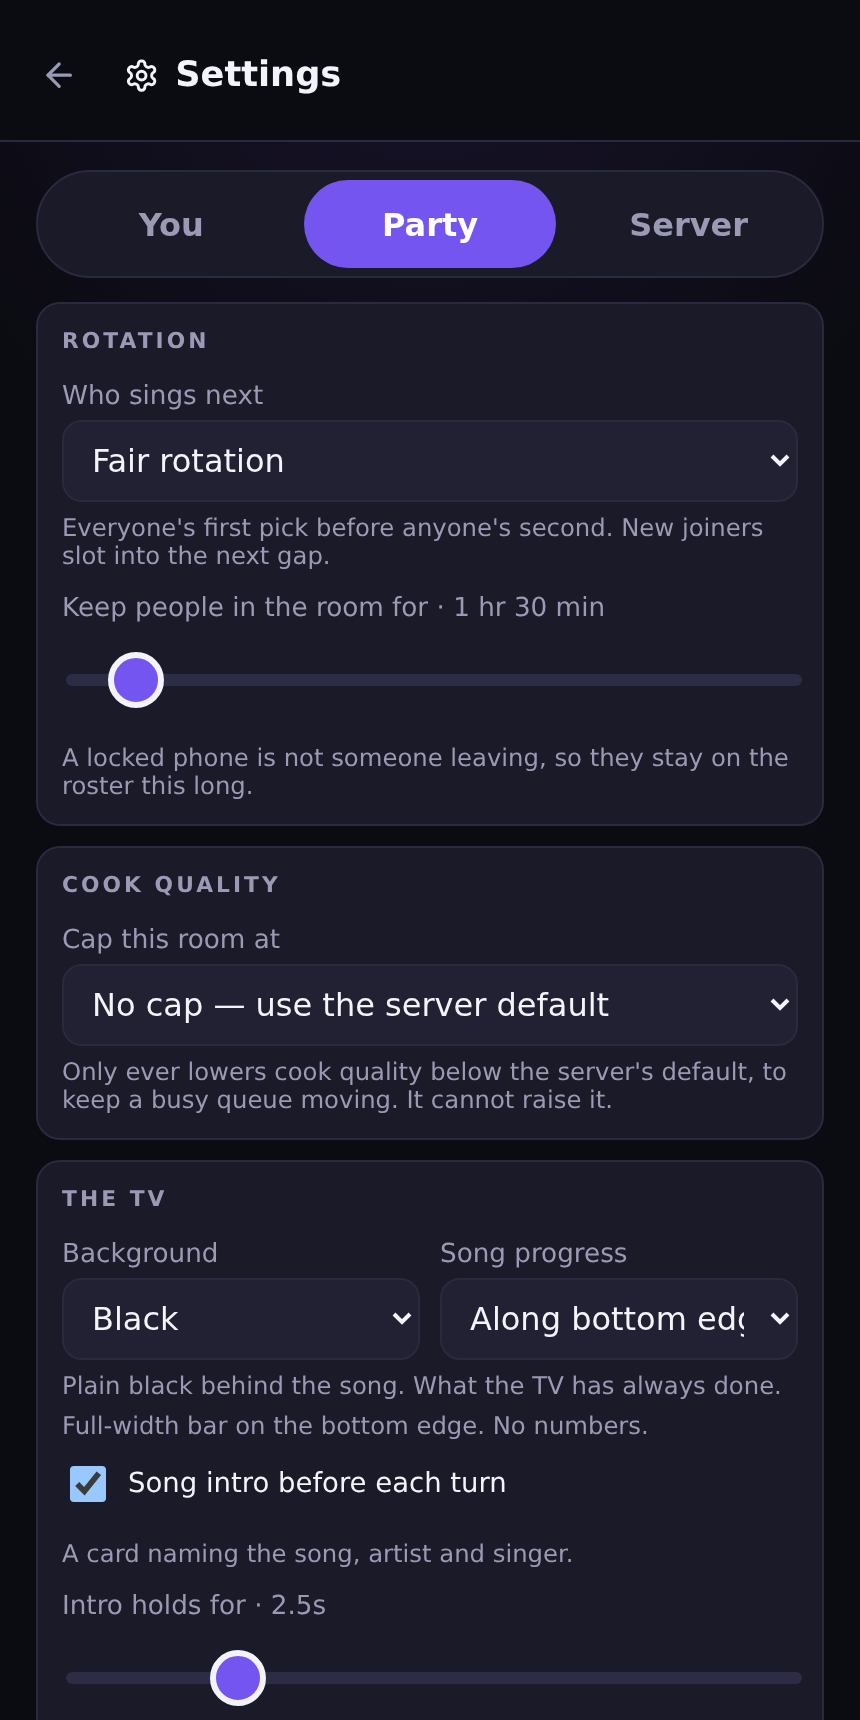 Settings
You
Party
Server
ROTATION
Who sings next
Fair rotation
Everyone's first pick before anyone's second. New joiners
slot into the next gap.
Keep people in the room for · 1 hr 30 min
A locked phone is not someone leaving, so they stay on the
roster this long.
COOK QUALITY
Cap this room at
No cap — use the server default
Only ever lowers cook quality below the server's default, to
keep a busy queue moving. It cannot raise it.
THE TV
Background
Song progress
Black
Along bottom
Plain black behind the song. What the TV has always done.
Full-width bar on the bottom edge. No numbers.
Song intro before each turn
A card naming the song, artist and singer.
Intro holds for · 2.5s